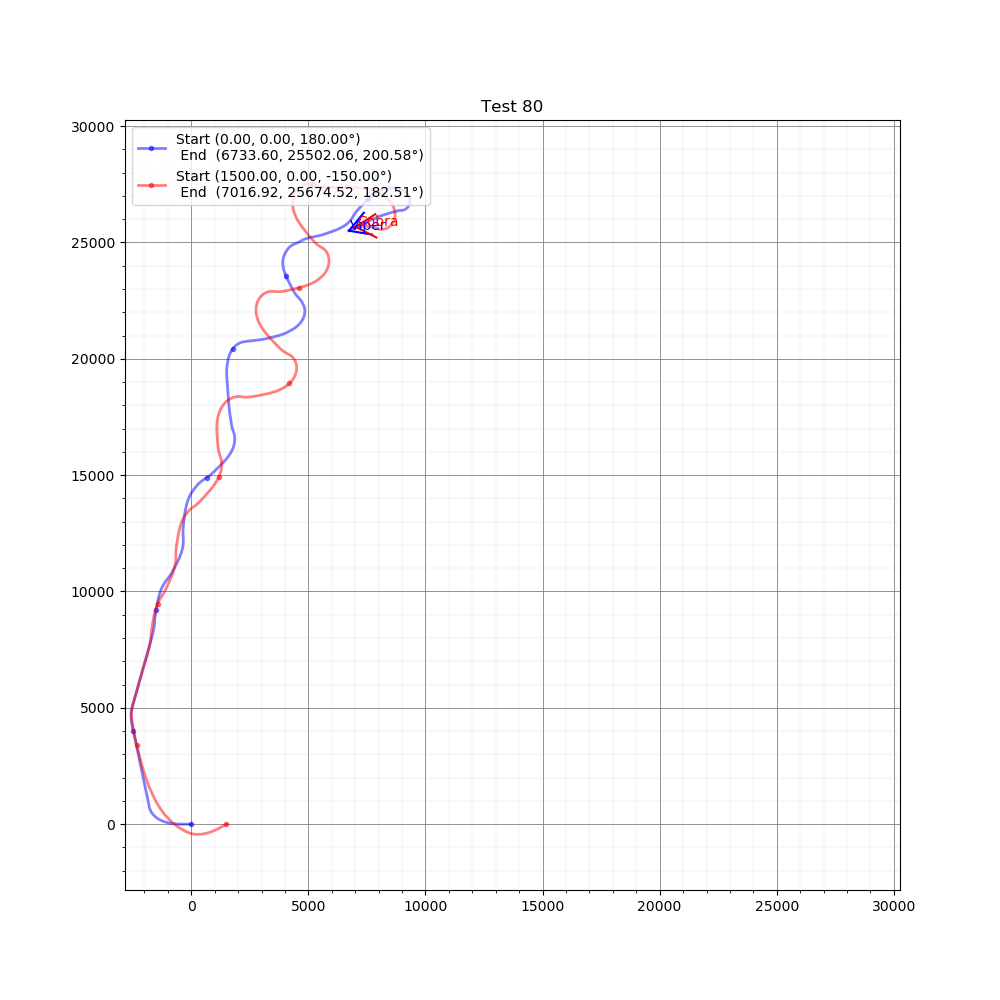 Test 80
30000
25000
20000
15000
10000
5000
0
Start (0.00, 0.00, 180.00°)
End (6733.60, 25502.06, 200.58°)
Start (1500.00, 0.00, -150.00°)
End (7016.92, 25674.52, 182.51°)
Cobra
Viper
0 5000 10000 15000 20000 25000 30000